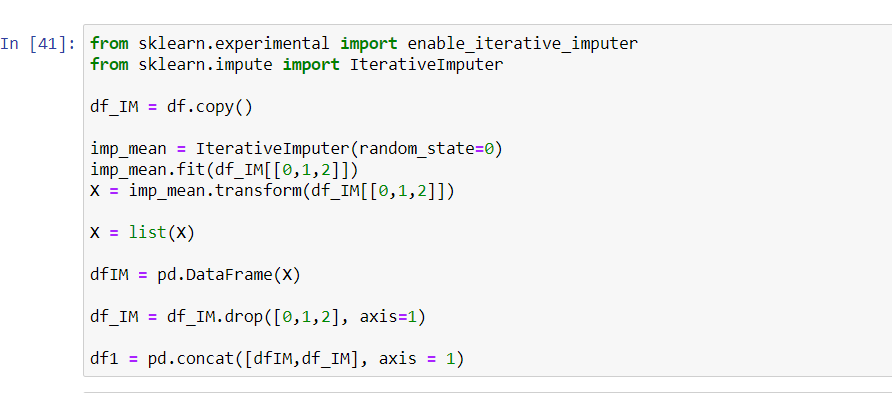 In [41]: from sklearn.experimental import enable_iterative_imputer
from sklearn.impute import IterativeImputer
df_IM = df.copy()
imp_mean = IterativeImputer(random_state=0)
imp_mean.fit(df_IM[[0,1,2]])
X = imp_mean.transform(df_IM[[0,1,2]])
X = list(X)
dfIM = pd.DataFrame(X)
df_IM = df_IM.drop([0,1,2], axis=1)
df1 = pd.concat([dfIM,df_IM], axis = 1)